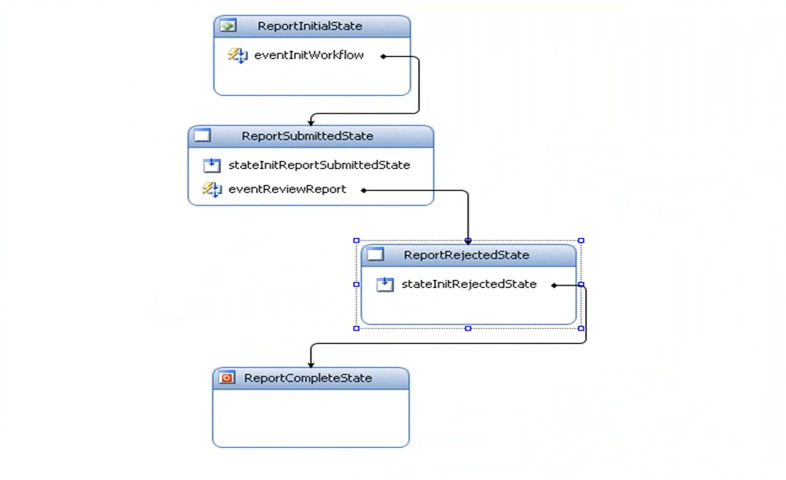 ReportInitialState
eventInitWorkflow
ReportSubmittedState
stateInitReportSubmittedState
eventReviewReport
ReportRejectedState
stateInitRejectedState
ReportCompleteState